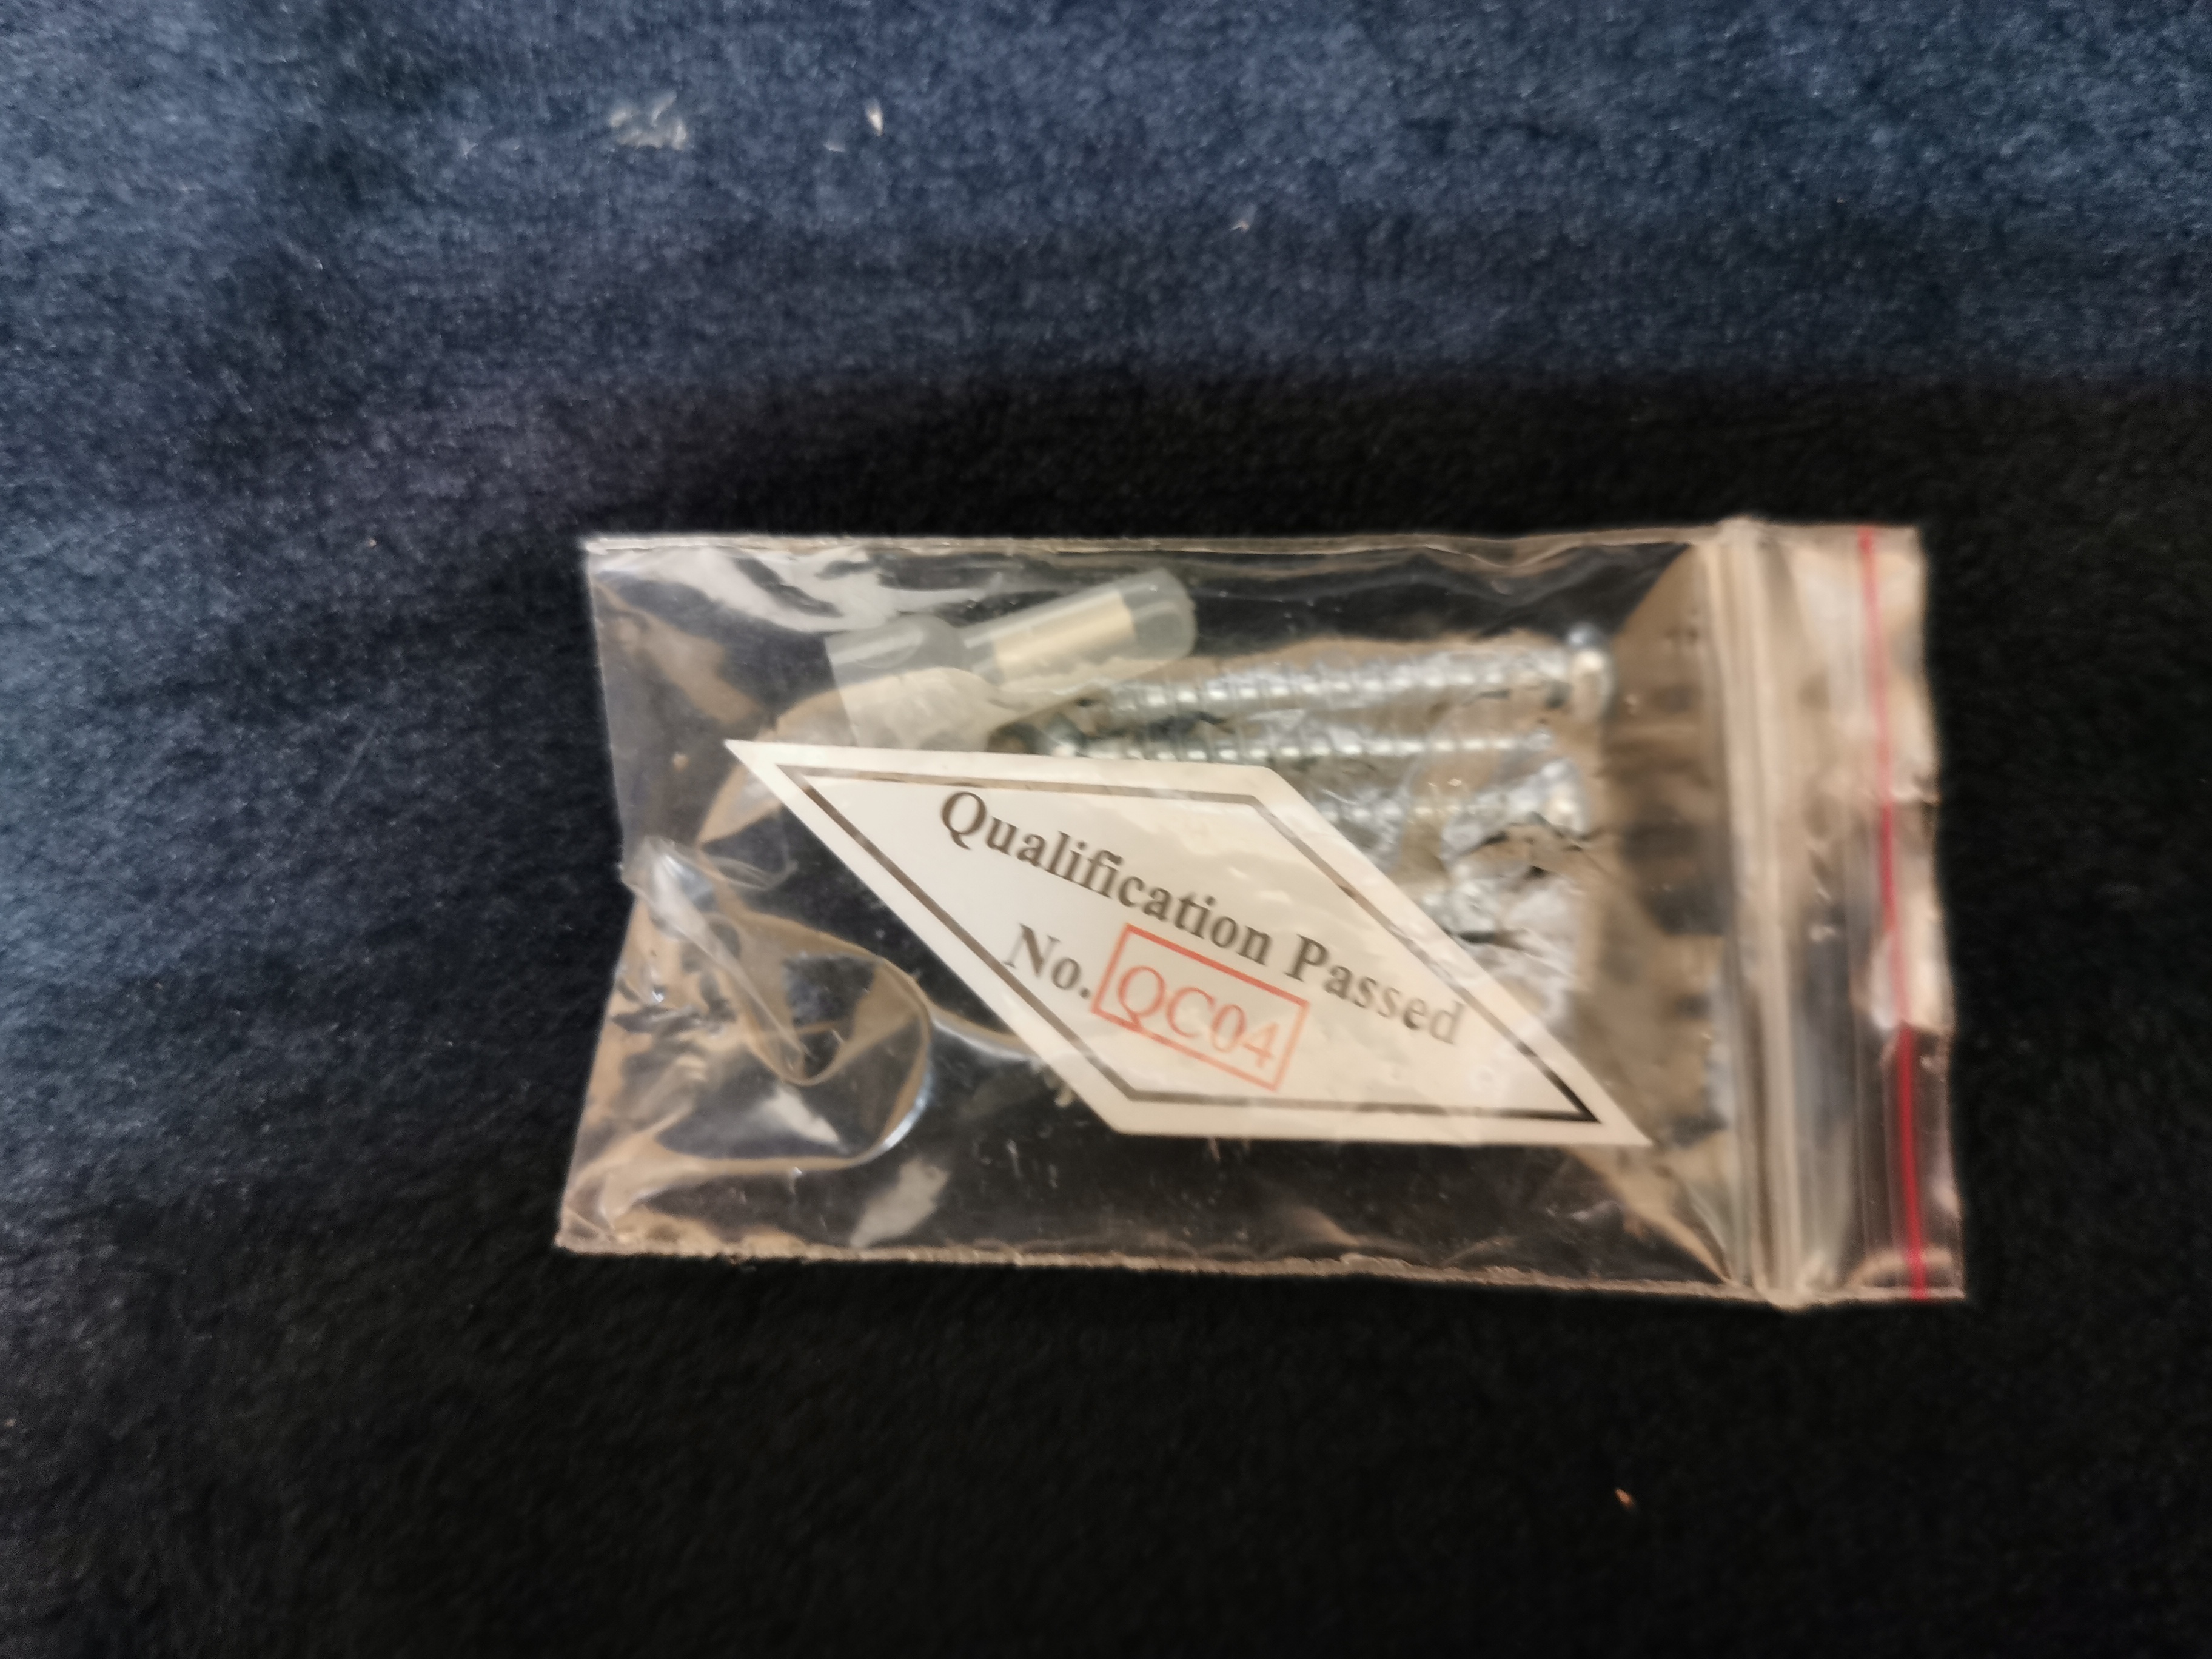 Qualification Passed
No. QC04